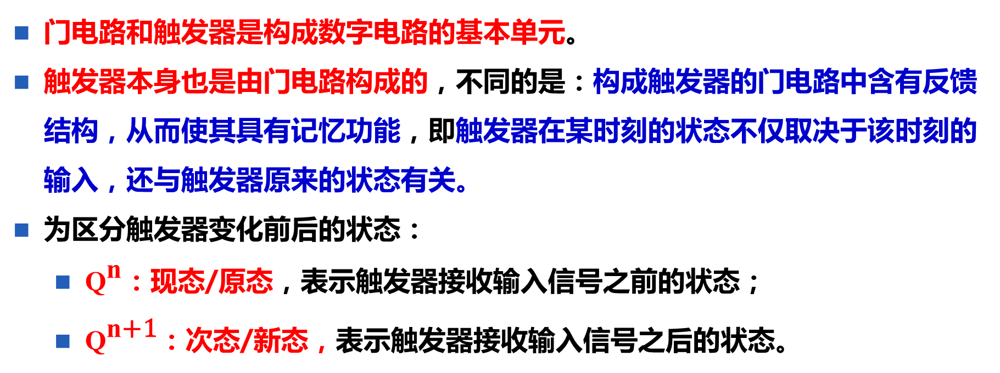 门电路和触发器是构成数字电路的基本单元。
触发器本身也是由门电路构成的，不同的是：构成触发器的门电路中含有反馈
结构，从而使其具有记忆功能，即触发器在某时刻的状态不仅取决于该时刻的
输入，还与触发器原来的状态有关。
为区分触发器变化前后的状态：
Qⁿ：现态/原态，表示触发器接收输入信号之前的状态；
Qⁿ⁺¹：次态/新态，表示触发器接收输入信号之后的状态。